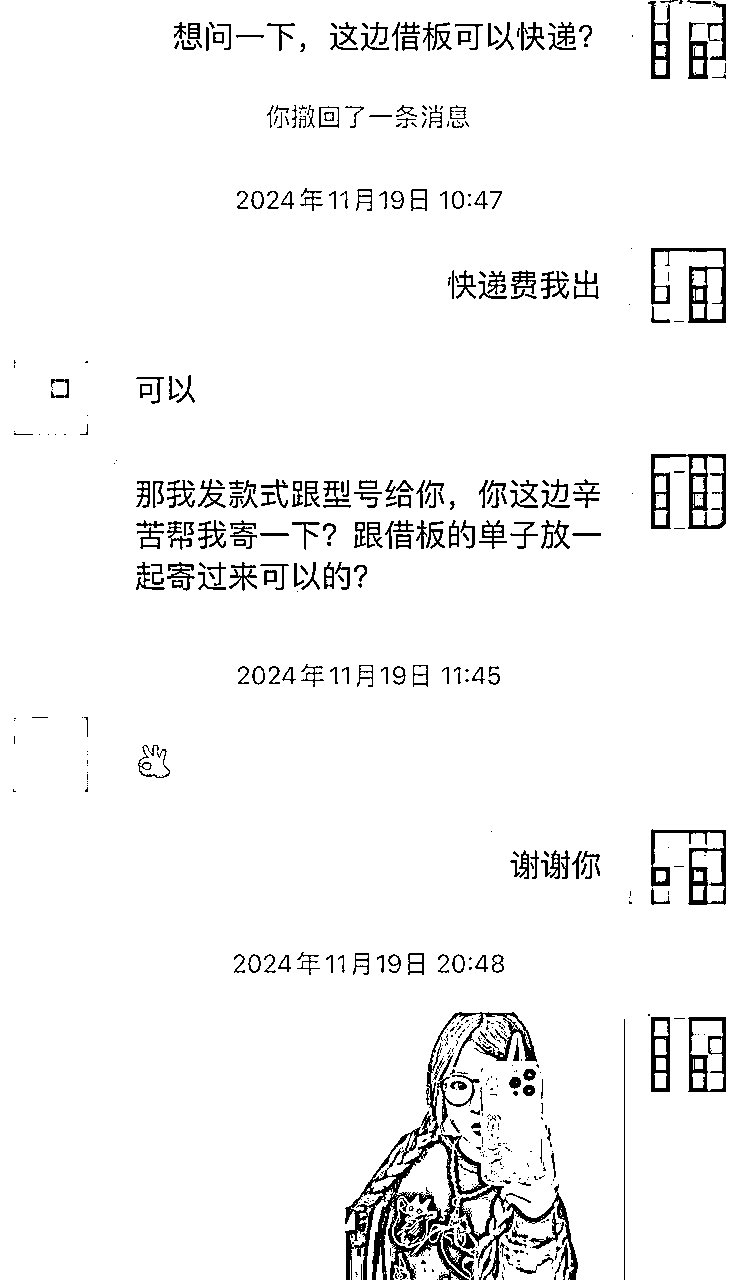 想问一下，这边借板可以快递？
你撤回了一条消息
2024年11月19日 10:47
快递费我出
可以
那我发款式跟型号给你，你这边辛
苦帮我寄一下？跟借板的单子放一
起寄过来可以的？
2024年11月19日 11:45
👌
谢谢你
2024年11月19日 20:48